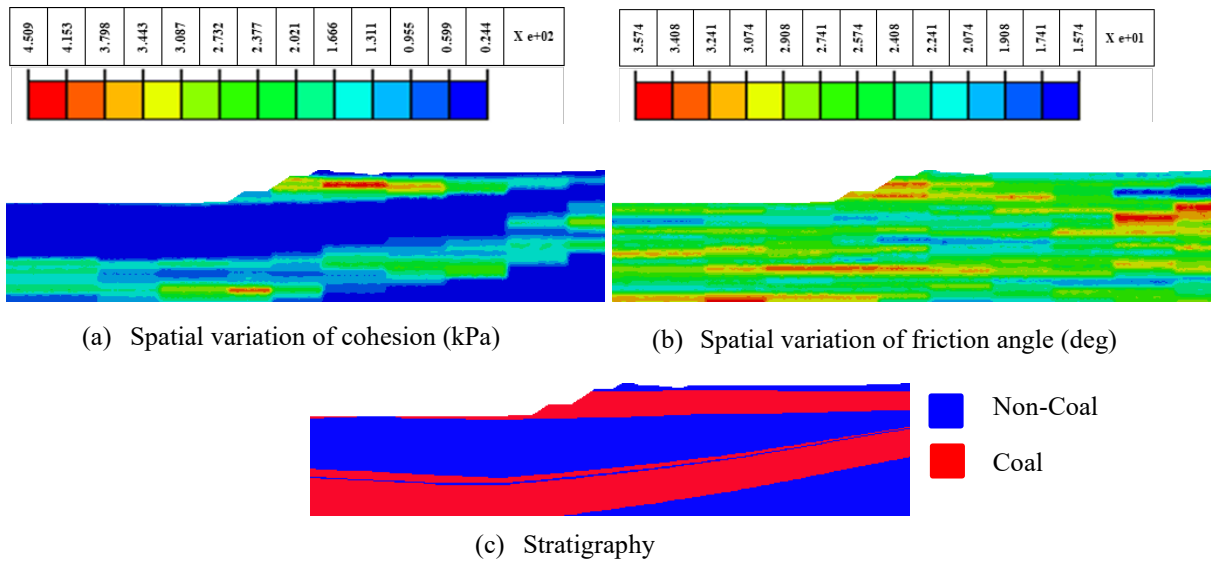 4.509 4.153 3.798 3.443 3.087 2.732 2.377 2.021 1.666 1.311 0.955 0.599 0.244 X e+02
3.574 3.408 3.241 3.074 2.908 2.741 2.574 2.408 2.241 2.074 1.908 1.741 1.574 X e+01
(a) Spatial variation of cohesion (kPa)
(b) Spatial variation of friction angle (deg)
Non-Coal
Coal
(c) Stratigraphy